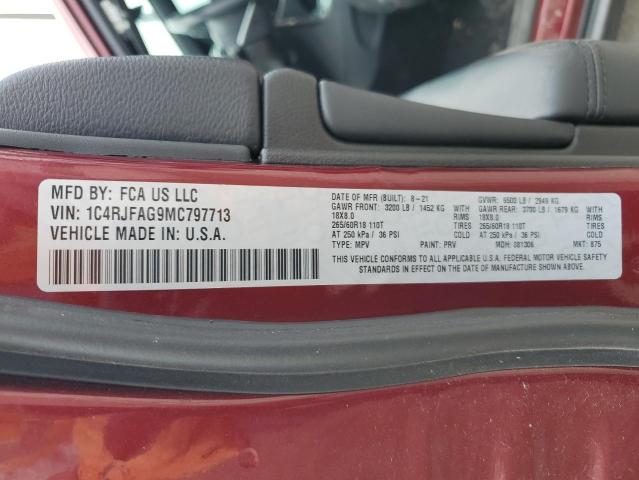 MFD BY: FCA US LLC
VIN: 1C4RJFAG9MC797713
VEHICLE MADE IN: U.S.A.
DATE OF MFR (BUILT): 8-21 GVWR: 6500 LB / 2949 KG
GAWR FRONT: 3200 LB / 1452 KG GAWR REAR: 3700 LB / 1679 KG
18X8.0 RIMS 18X8.0 RIMS
265/60R18 110T TIRES 265/60R18 110T TIRES
AT 250 kPa / 36 PSI COLD AT 250 kPa / 36 PSI COLD
TYPE: MPV PAINT: PRV MDH: 081306 MKT: 875
THIS VEHICLE CONFORMS TO ALL APPLICABLE U.S.A. FEDERAL MOTOR VEHICLE SAFETY
STANDARDS IN EFFECT ON THE DATE OF MANUFACTURE SHOWN ABOVE.